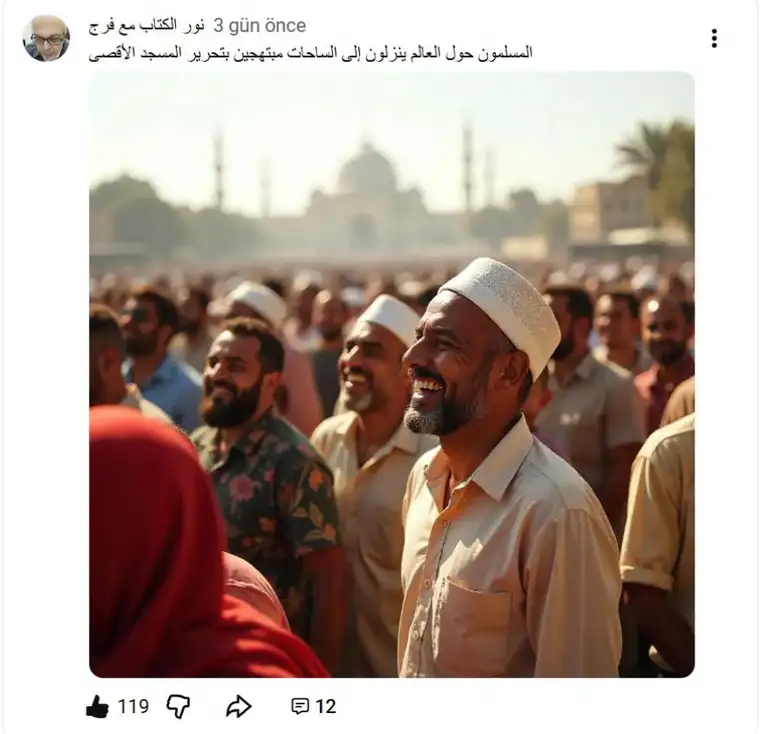 نور الكتاب مع فرج 3 gün önce
المسلمون حول العالم ينزلون إلى الساحات مبتهجين بتحرير المسجد الأقصى
119 12